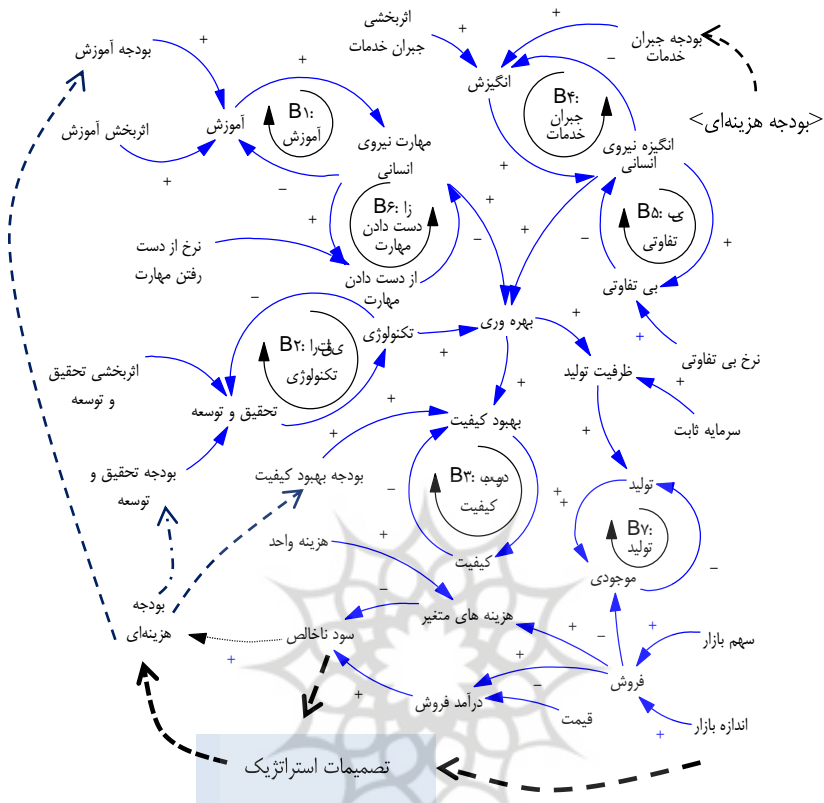 اثربخشی
جبران خدمات
بودجه جبران
خدمات
بودجه آموزش
انگیزش
<بودجه هزینه‌ای>
B۴:
جبران
خدمات
B۱:
آموزش
آموزش
اثربخش آموزش
مهارت نیروی
انسانی
انگیزه نیروی
انسانی
B۶: از
دست دادن
مهارت
B۵: بی
تفاوتی
نرخ از دست
رفتن مهارت
از دست دادن
مهارت
بی تفاوتی
تکنولوژی
بهره وری
B۲: ارتقای
تکنولوژی
نرخ بی تفاوتی
ظرفیت تولید
اثربخشی تحقیق
و توسعه
تحقیق و توسعه
بهبود کیفیت
سرمایه ثابت
بودجه تحقیق و
توسعه
بودجه بهبود کیفیت
B۳: بهبود
کیفیت
تولید
B۷:
تولید
هزینه واحد
کیفیت
موجودی
بودجه
هزینه‌ای
هزینه های متغیر
سود ناخالص
سهم بازار
فروش
درآمد فروش
قیمت
اندازه بازار
تصمیمات استراتژیک
+
+
+
+
–
+
–
+
+
–
+
–
+
+
–
+
+
+
+
+
+
+
+
–
+
+
–
+
–
+
–
+
+
–
+
+
+